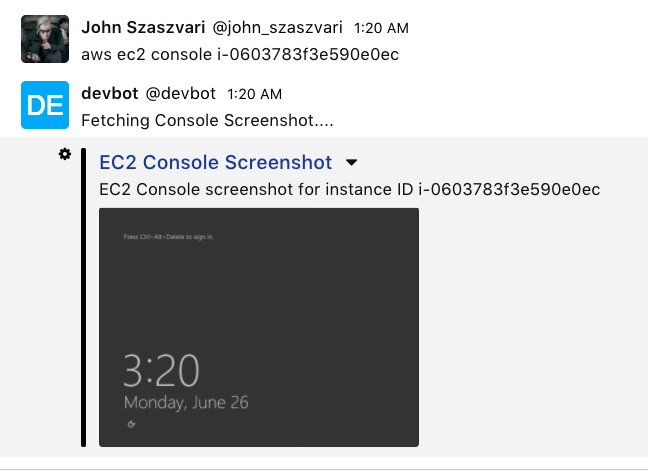 John Szaszvari @john_szaszvari 1:20 AM
aws ec2 console i-0603783f3e590e0ec
DE
devbot @devbot 1:20 AM
Fetching Console Screenshot....
EC2 Console Screenshot
EC2 Console screenshot for instance ID i-0603783f3e590e0ec
Press Ctrl+Alt+Delete to sign in.
3:20
Monday, June 26